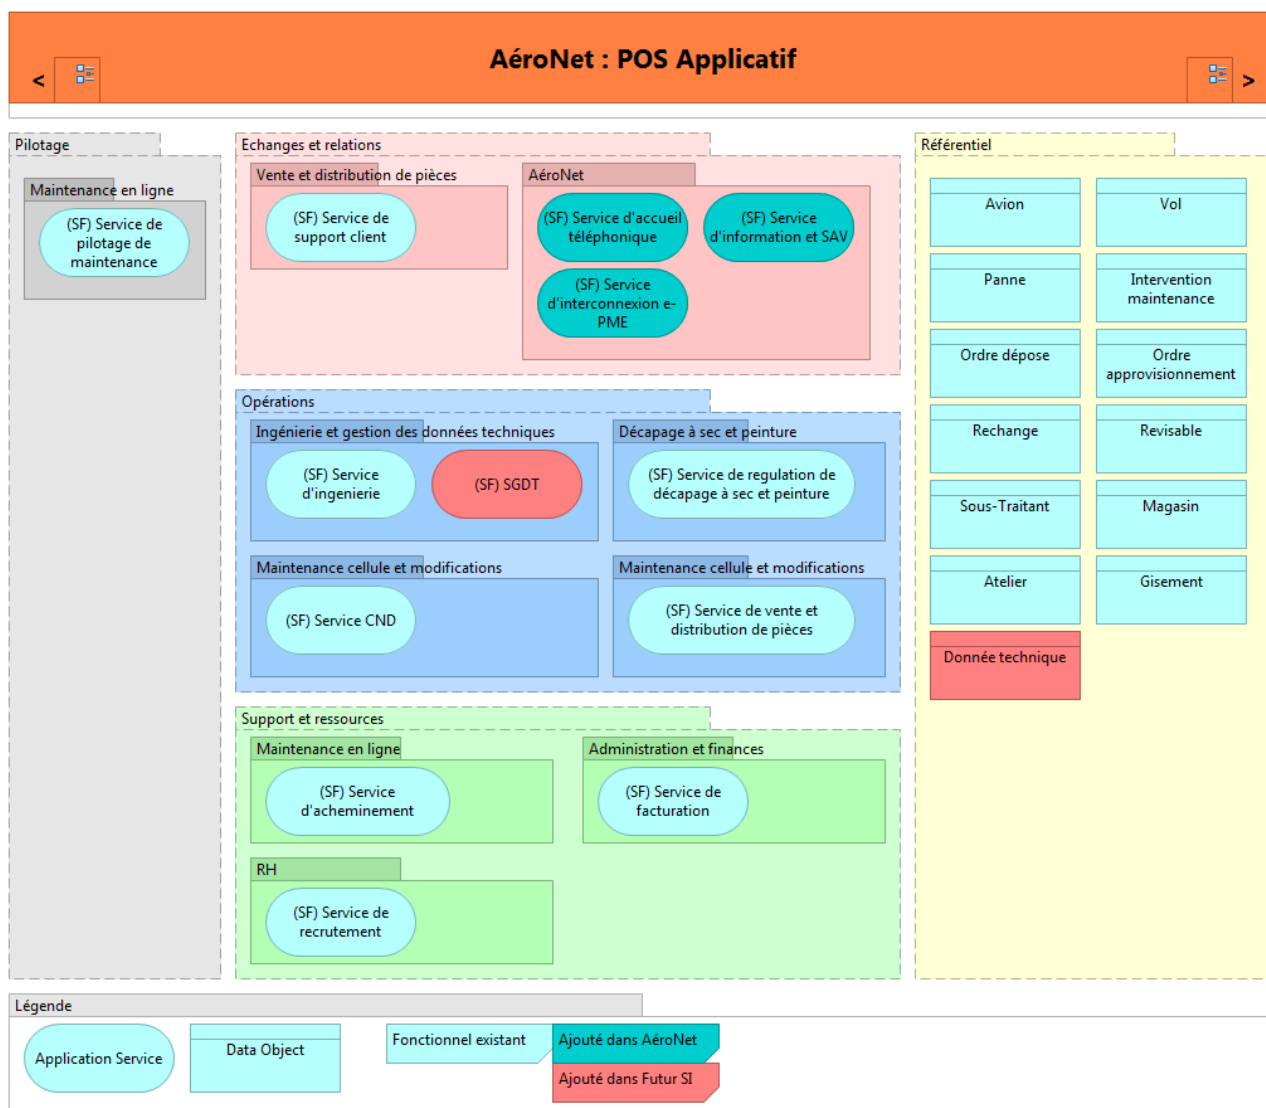 AéroNet : POS Applicatif
<
>
Pilotage
Maintenance en ligne
(SF) Service de
pilotage de
maintenance
Echanges et relations
Vente et distribution de pièces
(SF) Service de
support client
AéroNet
(SF) Service d'accueil
téléphonique
(SF) Service
d'information et SAV
(SF) Service
d'interconnexion e-
PME
Opérations
Ingénierie et gestion des données techniques
(SF) Service
d'ingenierie
(SF) SGDT
Décapage à sec et peinture
(SF) Service de regulation de
décapage à sec et peinture
Maintenance cellule et modifications
(SF) Service CND
Maintenance cellule et modifications
(SF) Service de vente et
distribution de pièces
Support et ressources
Maintenance en ligne
(SF) Service
d'acheminement
Administration et finances
(SF) Service de
facturation
RH
(SF) Service de
recrutement
Référentiel
Avion
Vol
Panne
Intervention
maintenance
Ordre dépose
Ordre
approvisionnement
Rechange
Revisable
Sous-Traitant
Magasin
Atelier
Gisement
Donnée technique
Légende
Application Service
Data Object
Fonctionnel existant
Ajouté dans AéroNet
Ajouté dans Futur SI